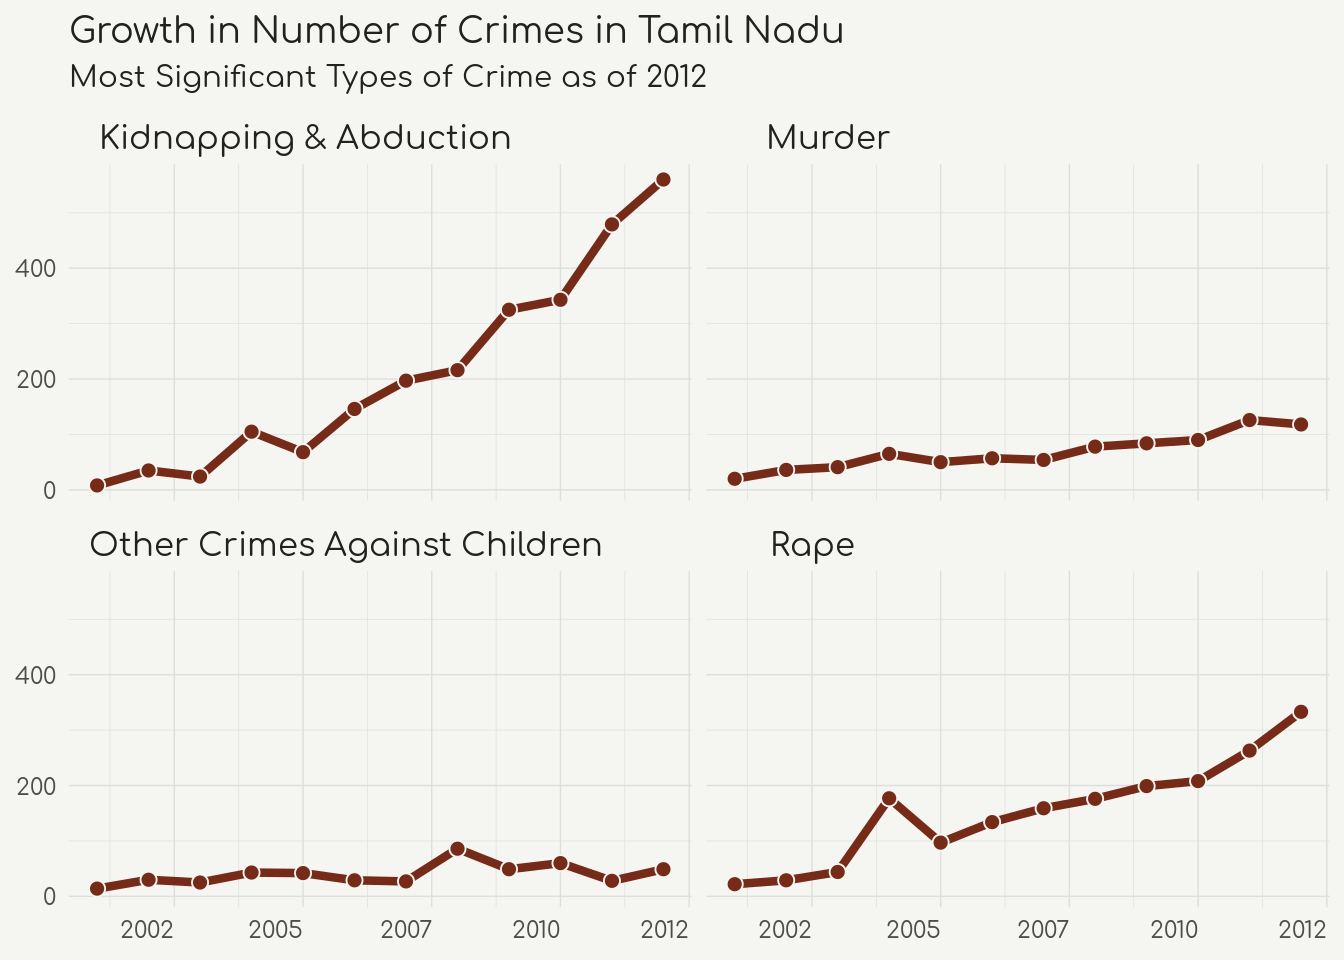 Growth in Number of Crimes in Tamil Nadu
Most Significant Types of Crime as of 2012
Kidnapping & Abduction
Murder
400
200
0
Other Crimes Against Children
Rape
400
200
0
2002 2005 2007 2010 2012
2002 2005 2007 2010 2012